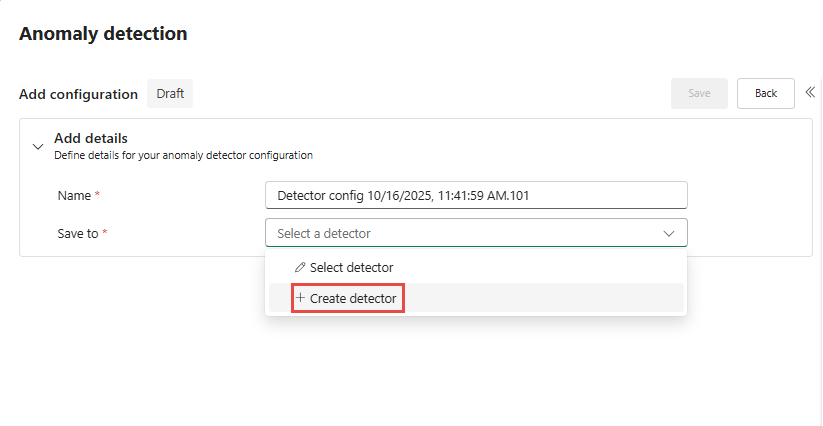 Anomaly detection
Add configuration Draft Save Back
Add details
Define details for your anomaly detector configuration
Name * Detector config 10/16/2025, 11:41:59 AM.101
Save to * Select a detector
Select detector
+ Create detector